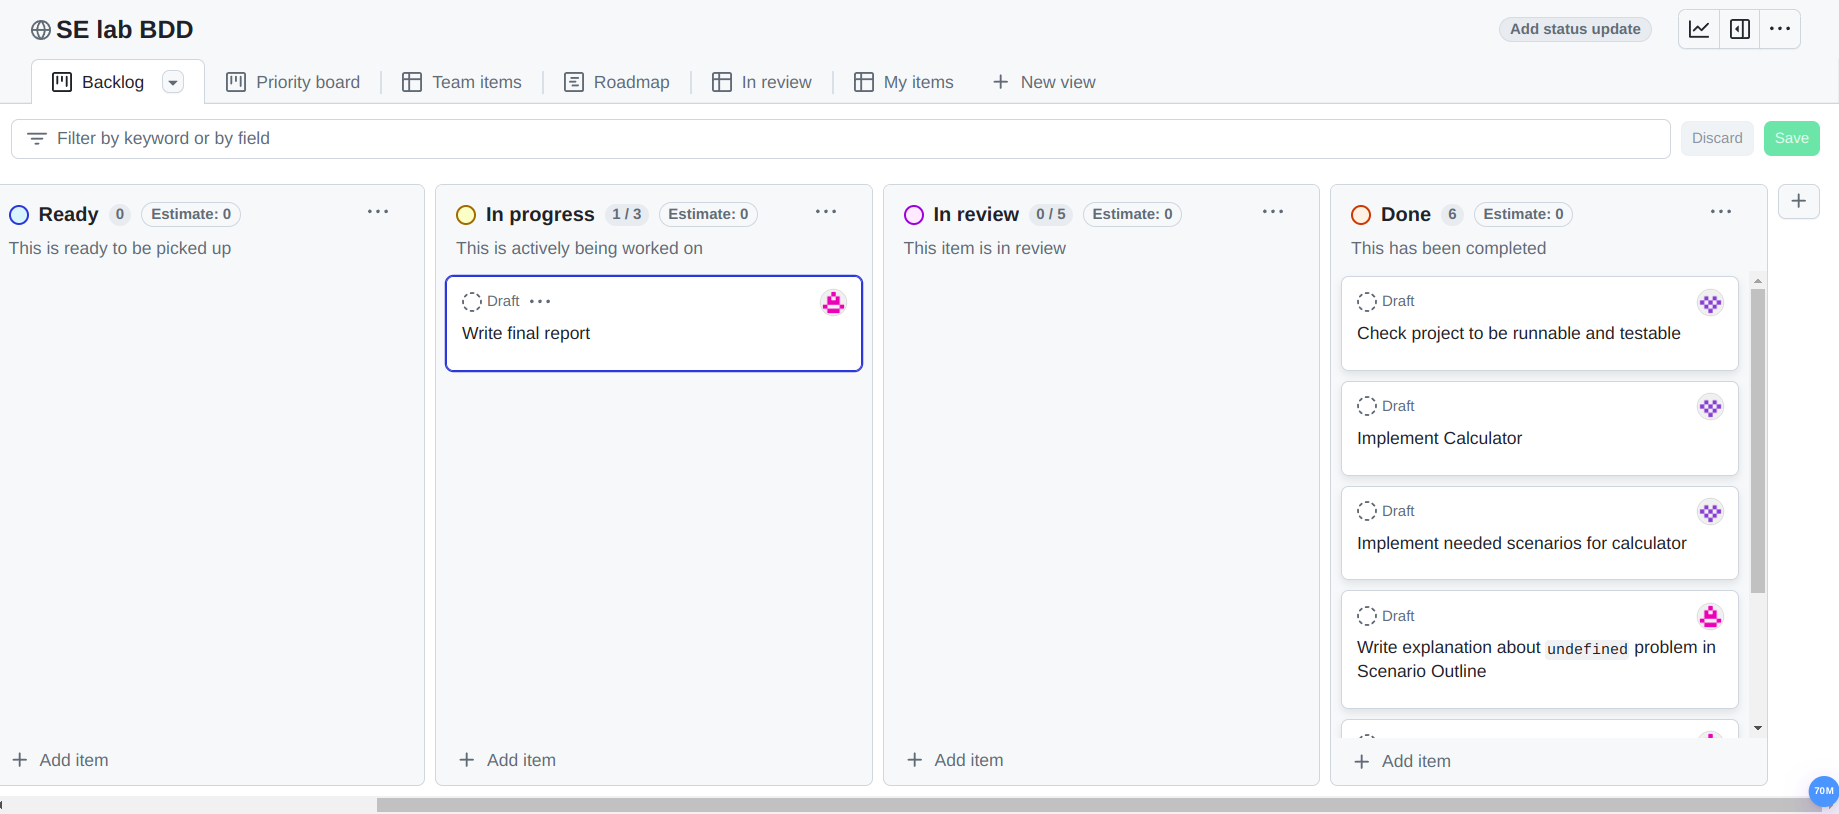 SE lab BDD
Add status update
Backlog
Priority board
Team items
Roadmap
In review
My items
New view
Filter by keyword or by field
Discard
Save
Ready 0 Estimate: 0
This is ready to be picked up
Add item
In progress 1 / 3 Estimate: 0
This is actively being worked on
Draft
Write final report
Add item
In review 0 / 5 Estimate: 0
This item is in review
Add item
Done 6 Estimate: 0
This has been completed
Draft
Check project to be runnable and testable
Draft
Implement Calculator
Draft
Implement needed scenarios for calculator
Draft
Write explanation about undefined problem in
Scenario Outline
Add item
70M